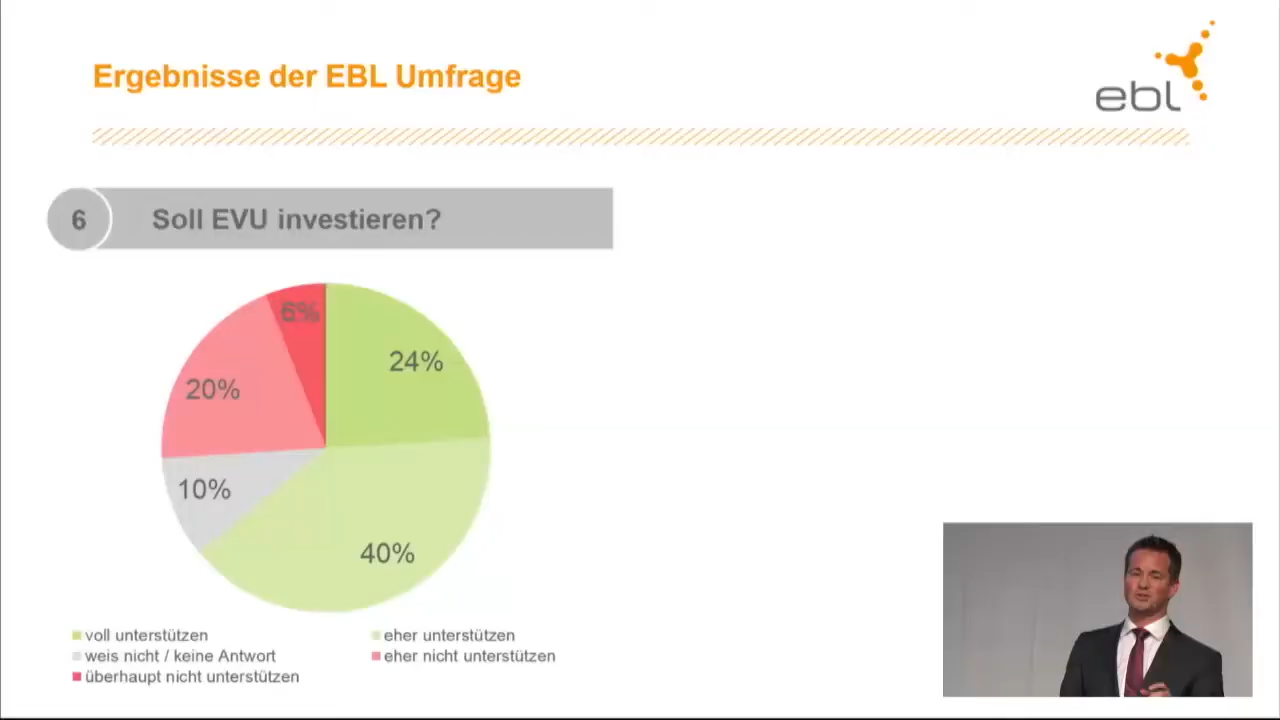 Ergebnisse der EBL Umfrage
ebl
6 Soll EVU investieren?
6%
24%
20%
10%
40%
voll unterstützen eher unterstützen
weis nicht / keine Antwort eher nicht unterstützen
überhaupt nicht unterstützen